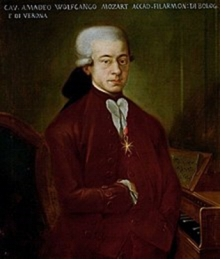 CAV. AMADEO WOLFGANGO MOZART ACCAD. FILARMON: DI BOLOG
E DI VERONA